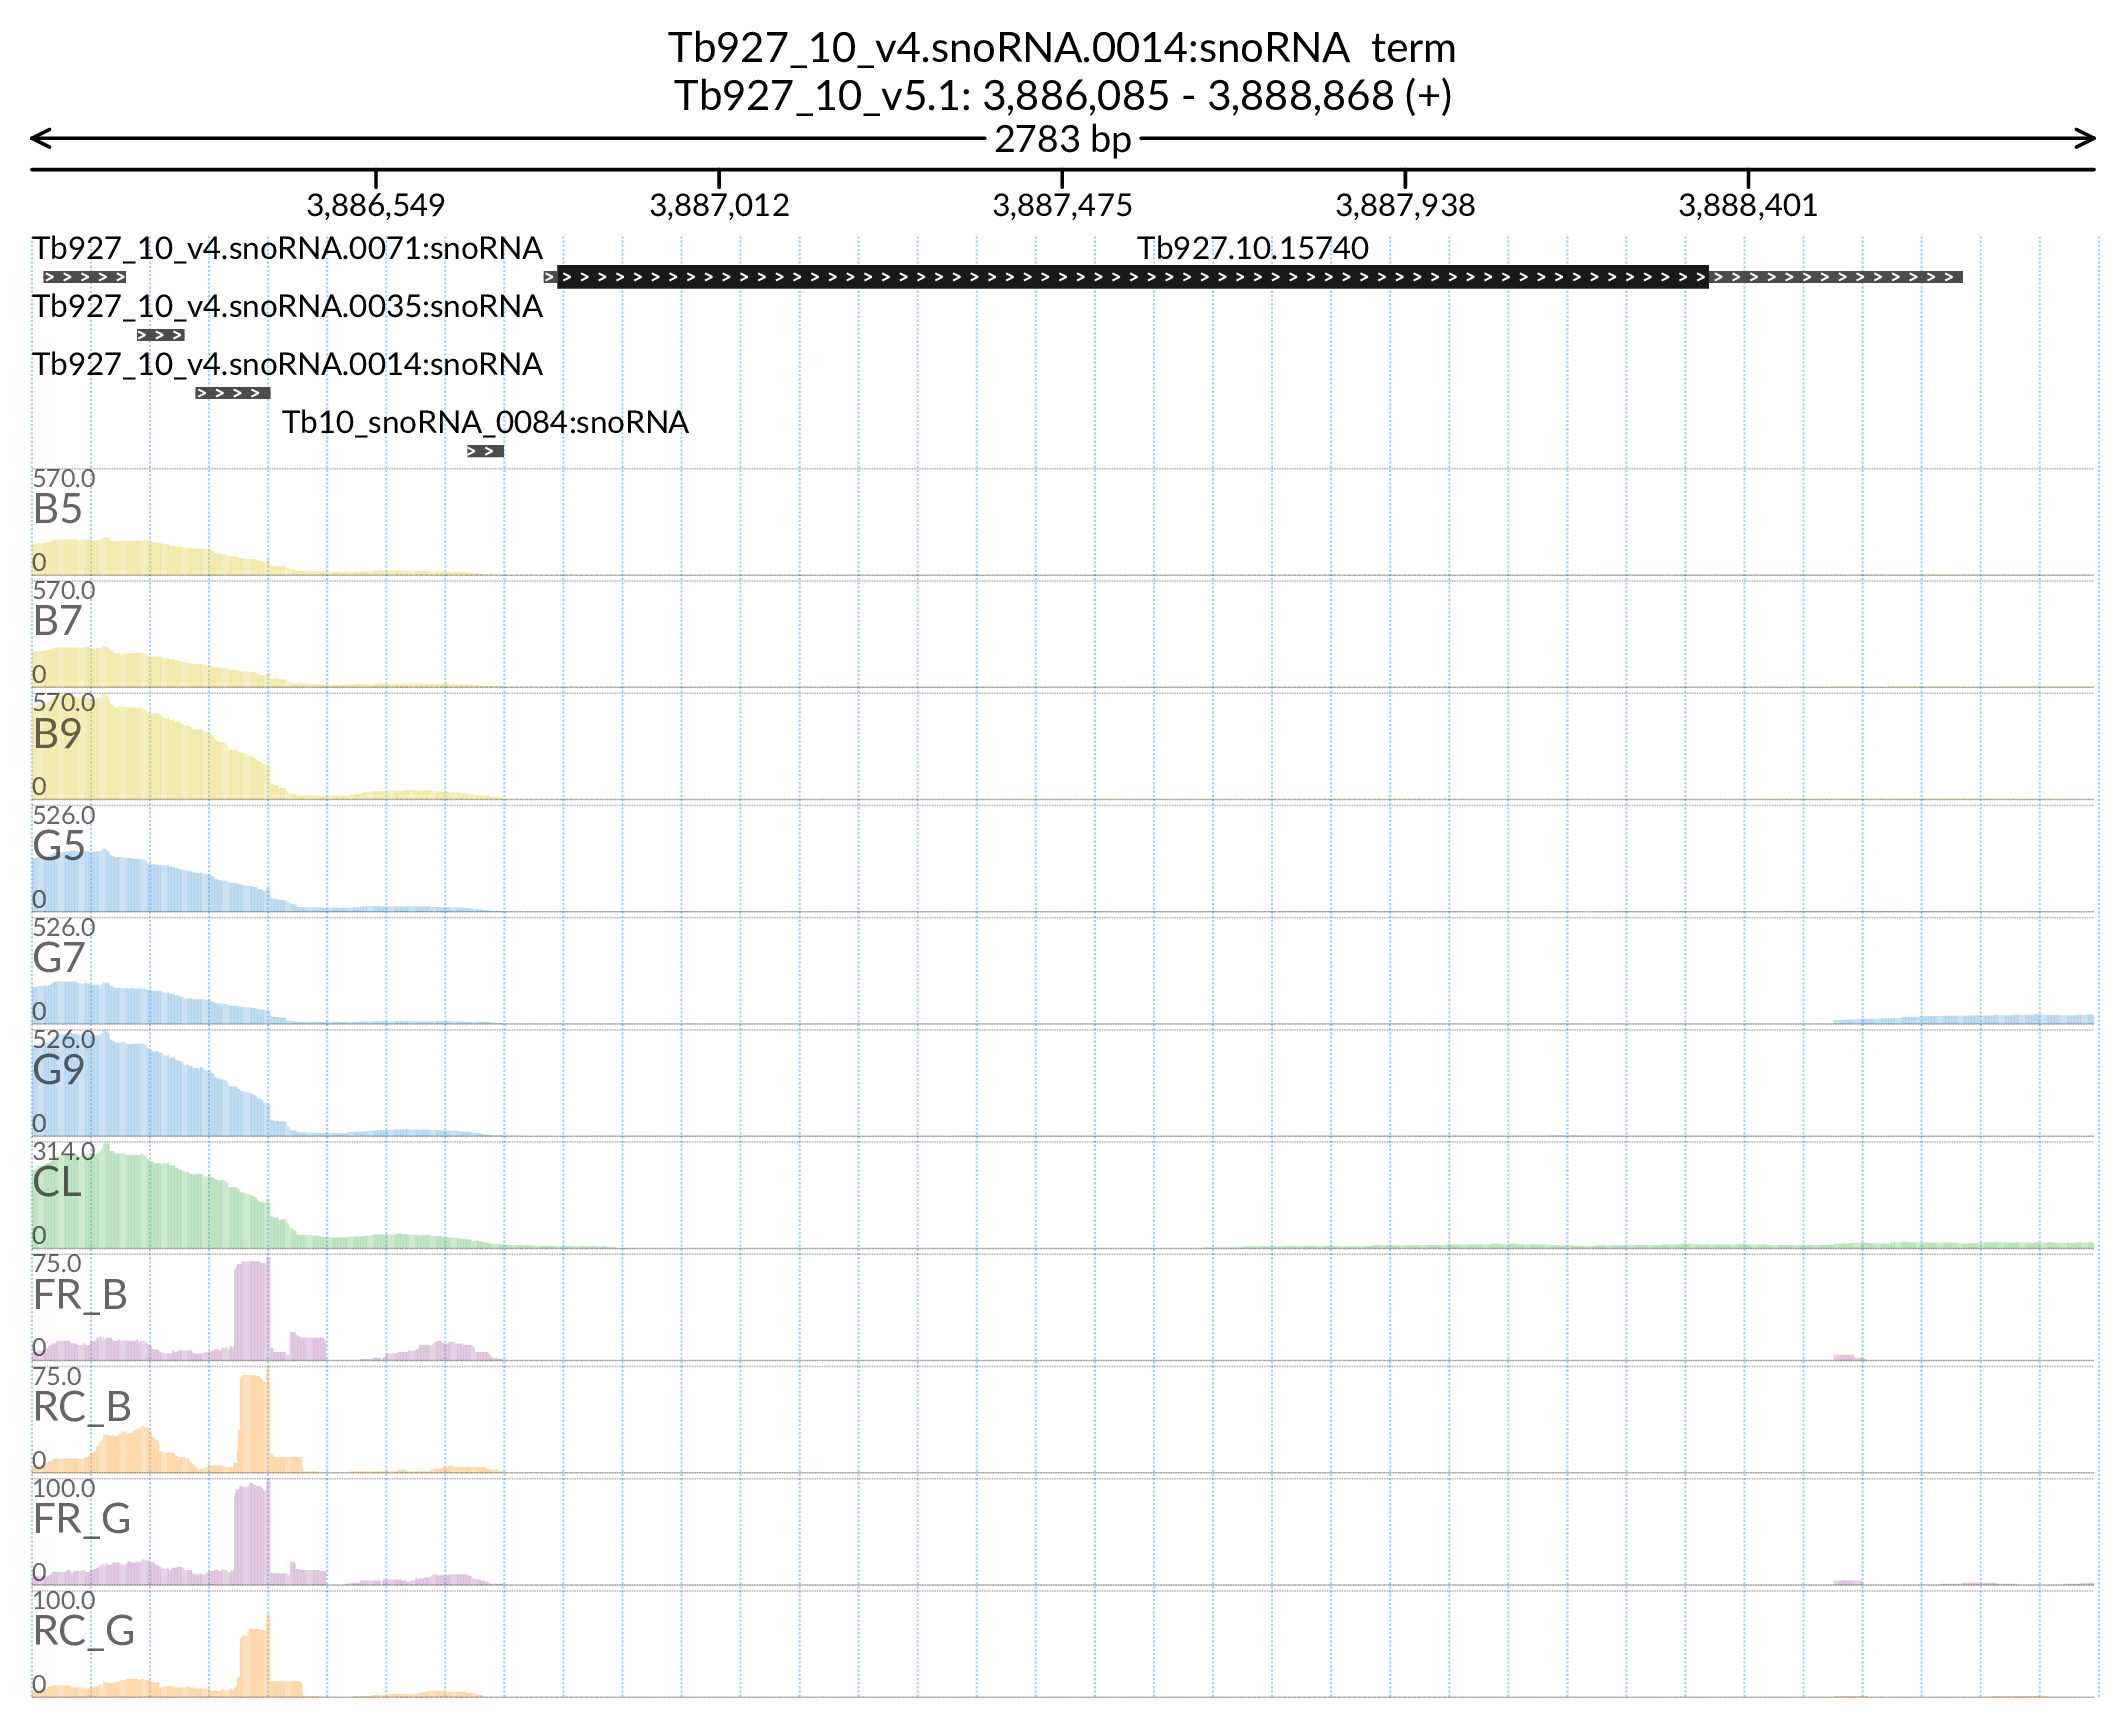 Tb927_10_v4.snoRNA.0014:snoRNA term
Tb927_10_v5.1: 3,886,085 - 3,888,868 (+)
2783 bp
3,886,549 3,887,012 3,887,475 3,887,938 3,888,401
Tb927_10_v4.snoRNA.0071:snoRNA Tb927.10.15740
Tb927_10_v4.snoRNA.0035:snoRNA
Tb927_10_v4.snoRNA.0014:snoRNA
Tb10_snoRNA_0084:snoRNA
570.0
B5
0
570.0
B7
0
570.0
B9
0
526.0
G5
0
526.0
G7
0
526.0
G9
0
314.0
CL
0
75.0
FR_B
0
75.0
RC_B
0
100.0
FR_G
0
100.0
RC_G
0